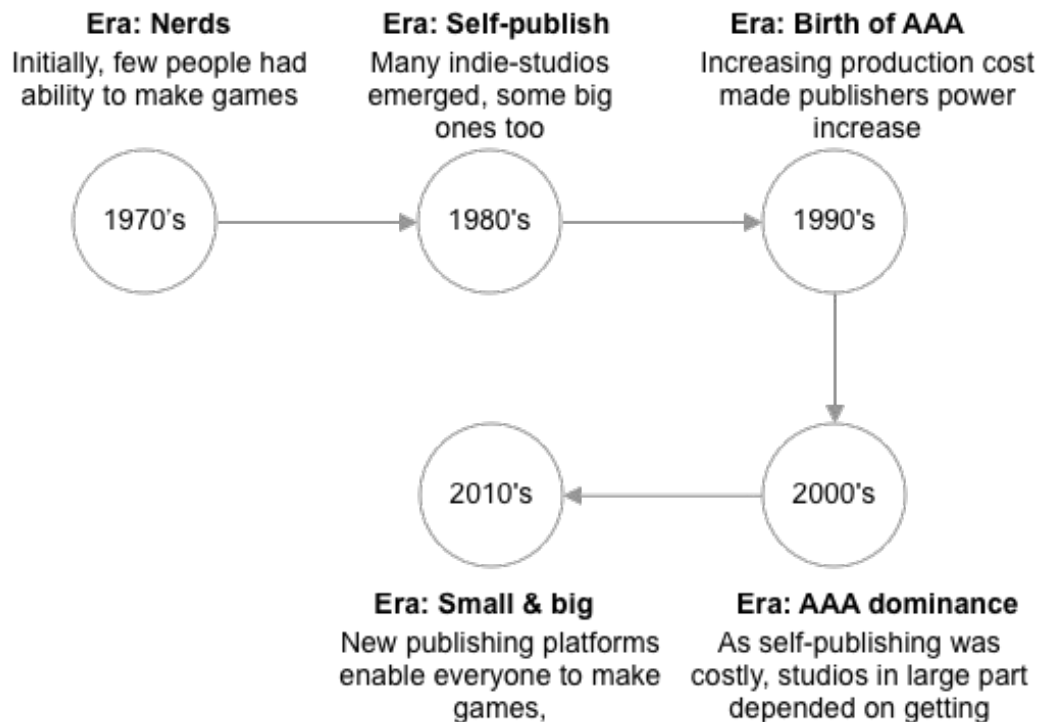 Era: Nerds
Initially, few people had
ability to make games
Era: Self-publish
Many indie-studios
emerged, some big
ones too
Era: Birth of AAA
Increasing production cost
made publishers power
increase
1970's
1980's
1990's
2010's
2000's
Era: Small & big
New publishing platforms
enable everyone to make
games,
Era: AAA dominance
As self-publishing was
costly, studios in large part
depended on getting